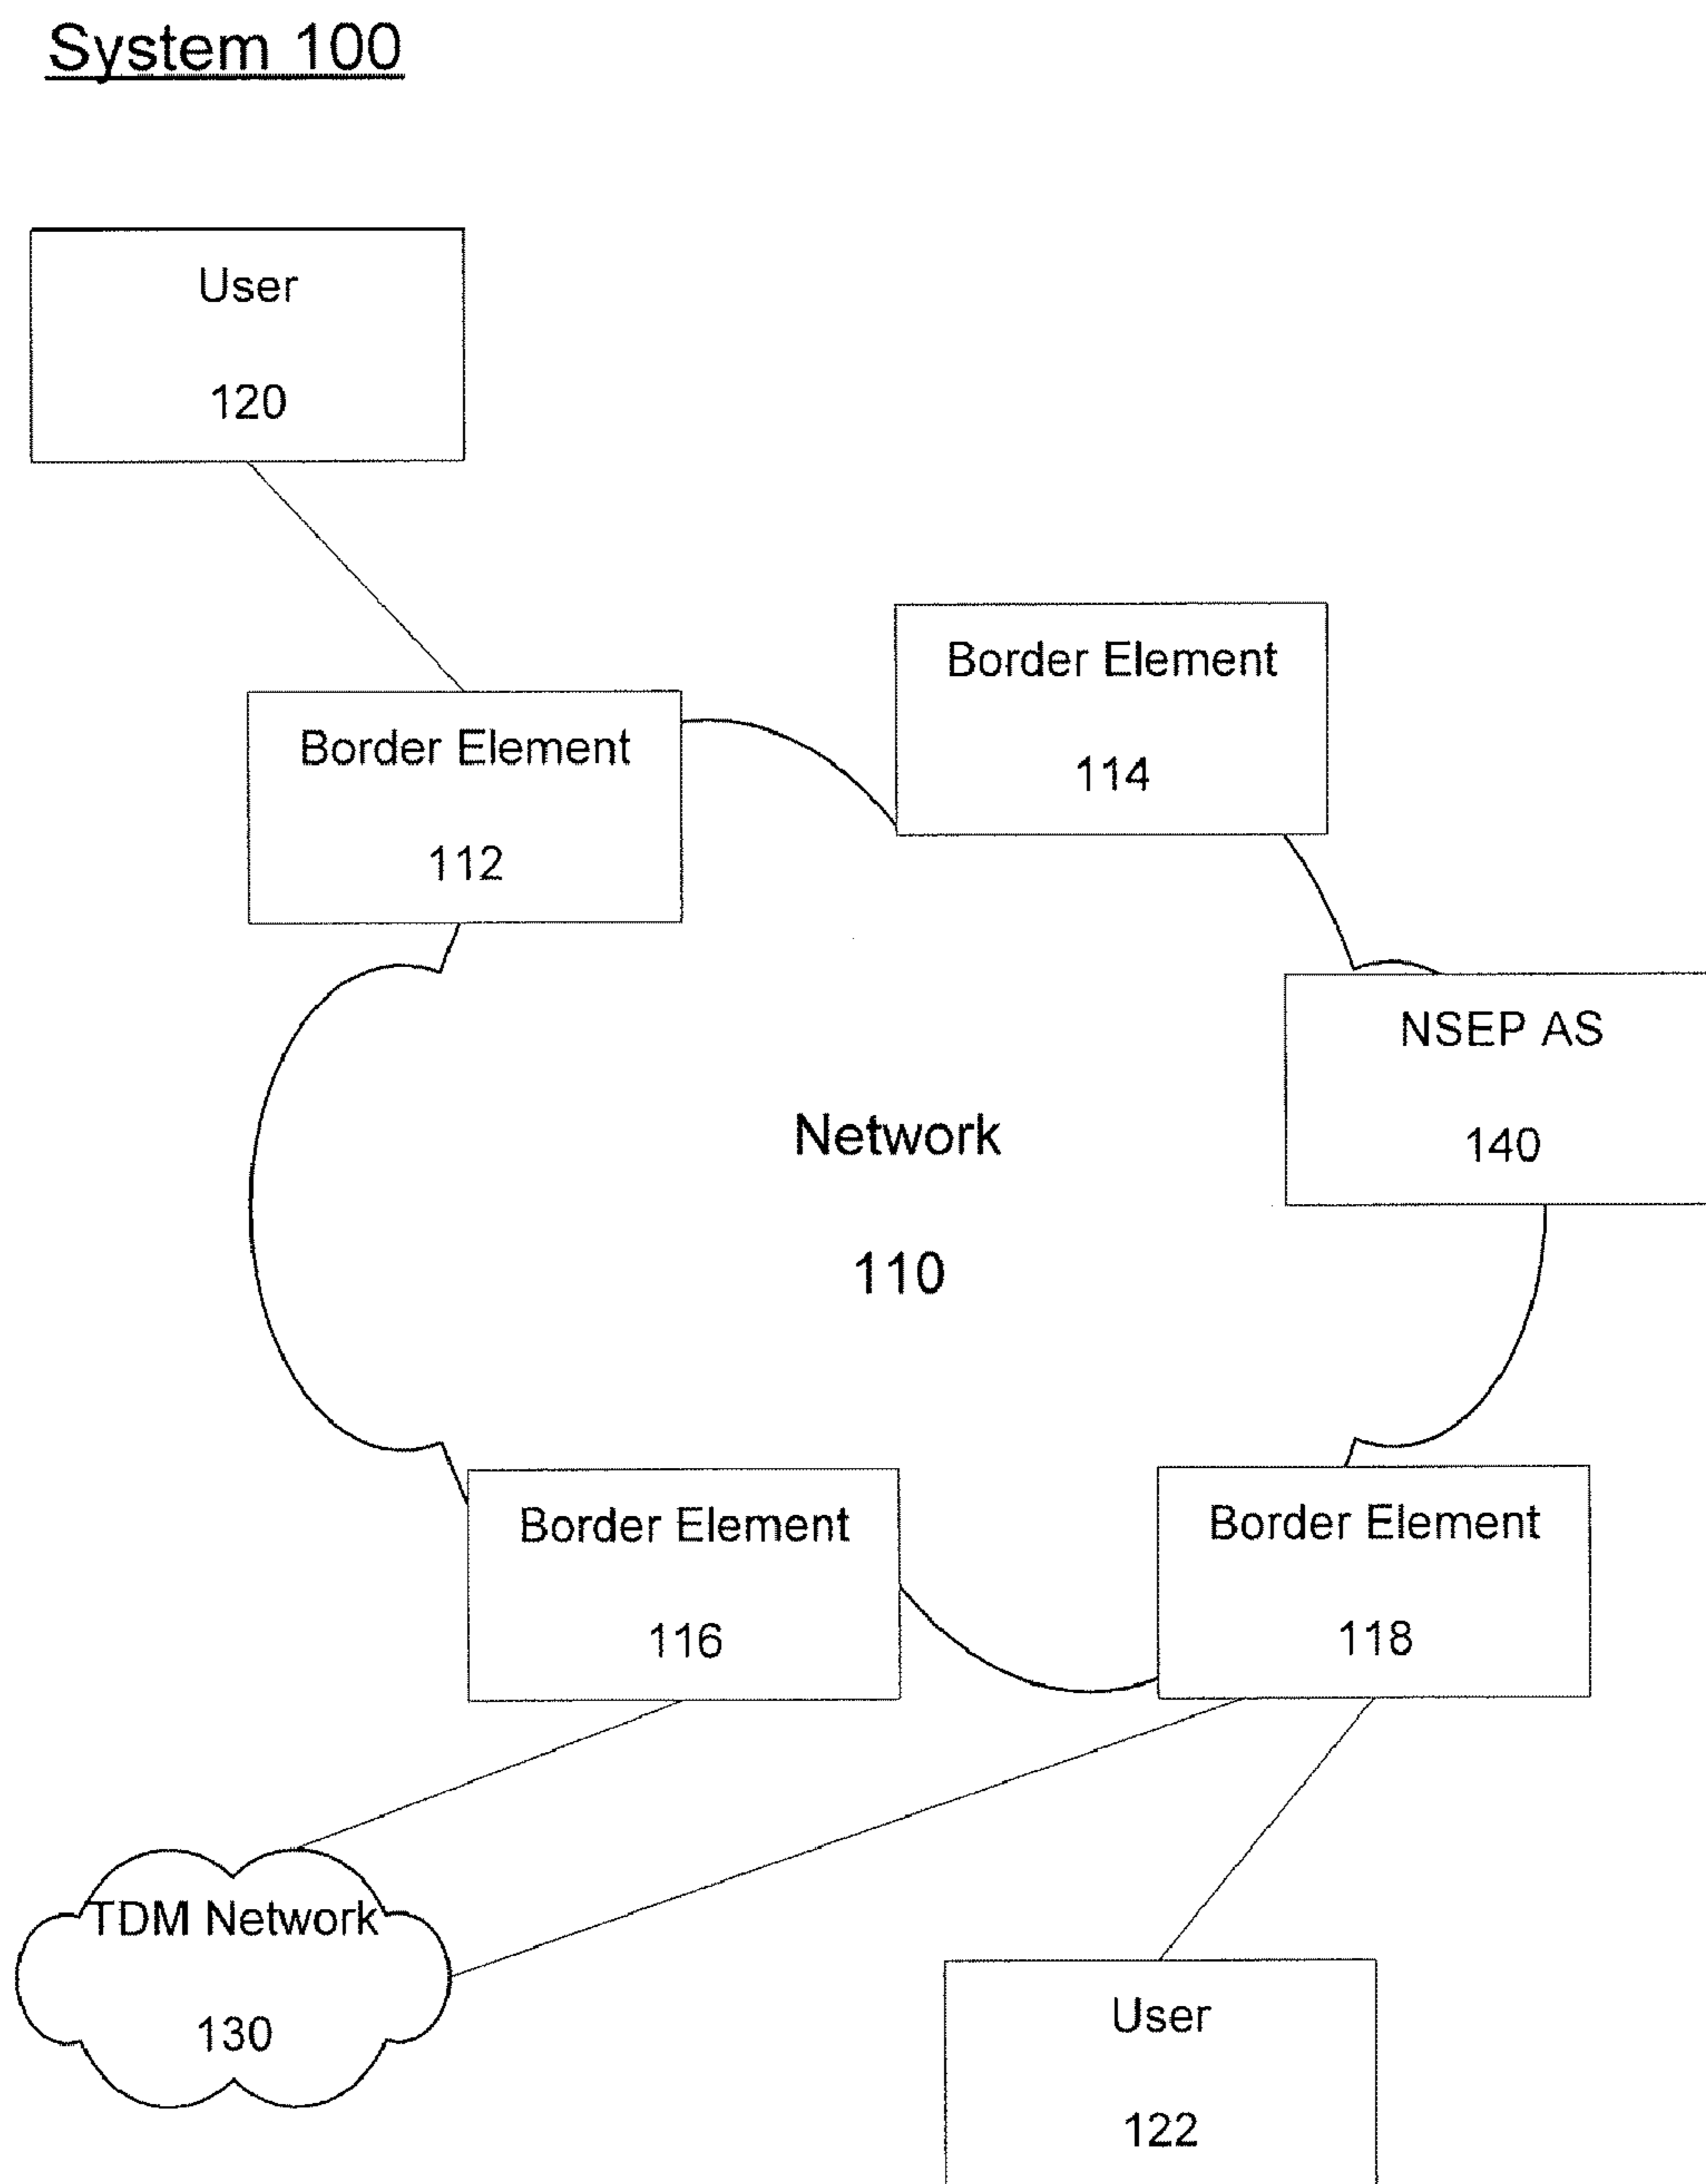 System 100
User
120
Border Element
114
Border Element
112
NSEP AS
140
Network
110
Border Element
116
Border Element
118
TDM Network
130
User
122